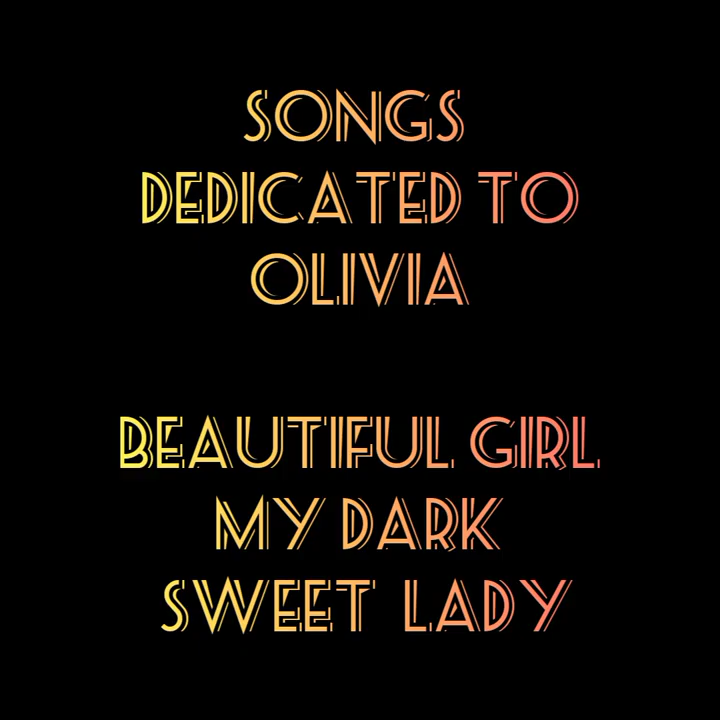 SONGS
DEDICATED TO
OLIVIA
BEAUTIFUL GIRL
MY DARK
SWEET LADY